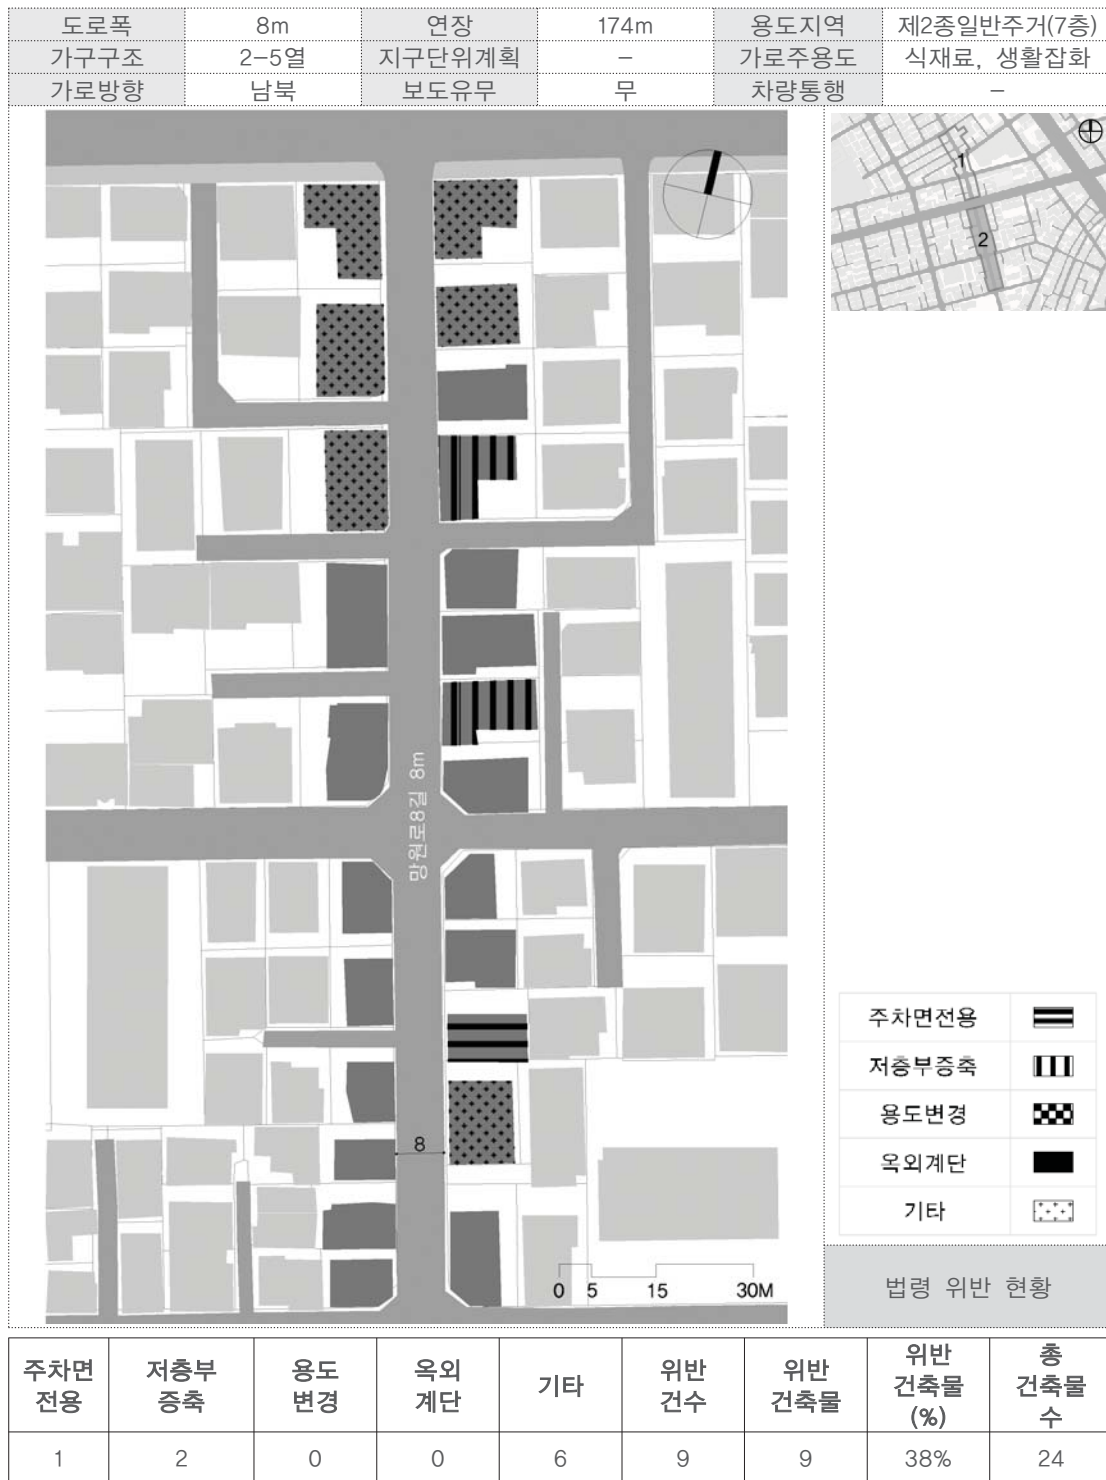 도로폭 8m 연장 174m 용도지역 제2종일반주거(7층)
가구구조 2-5열 지구단위계획 - 가로주용도 식재료, 생활잡화
가로방향 남북 보도유무 무 차량통행 -
1
2
망원로8길 8m
8
0 5 15 30M
주차면전용
저층부증축
용도변경
옥외계단
기타
법령 위반 현황
주차면 전용 저층부 증축 용도 변경 옥외 계단 기타 위반 건수 위반 건축물 위반 건축물 (%) 총 건축물 수
1 2 0 0 6 9 9 38% 24